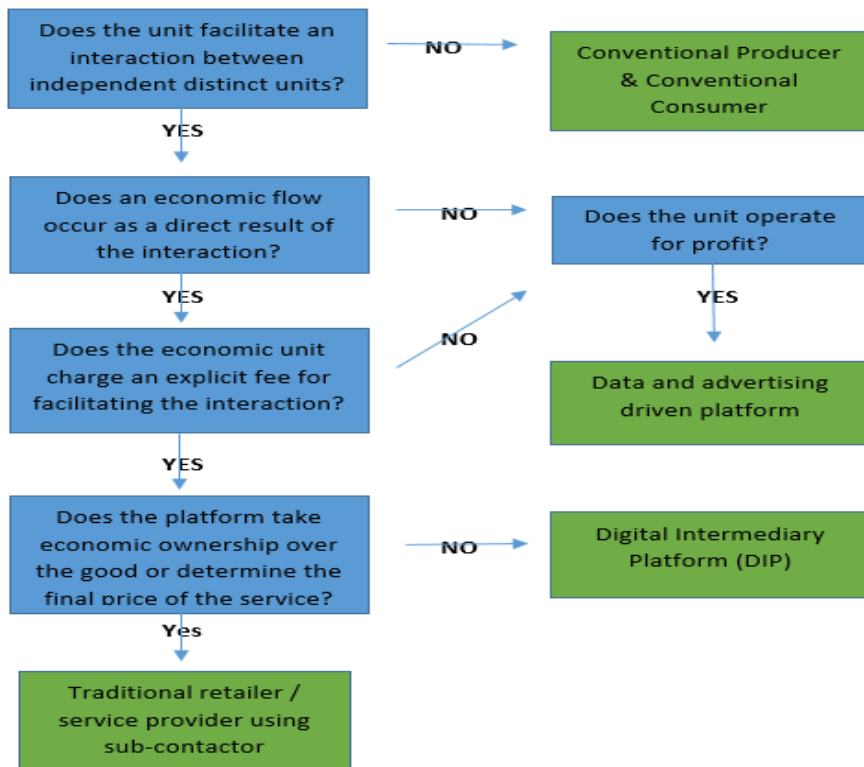 Does the unit facilitate an
interaction between
independent distinct units?
NO
Conventional Producer
& Conventional
Consumer
YES
Does an economic flow
occur as a direct result of
the interaction?
NO
Does the unit operate
for profit?
YES
YES
Does the economic unit
charge an explicit fee for
facilitating the interaction?
NO
Data and advertising
driven platform
YES
Does the platform take
economic ownership over
the good or determine the
final price of the service?
NO
Digital Intermediary
Platform (DIP)
Yes
Traditional retailer /
service provider using
sub-contactor